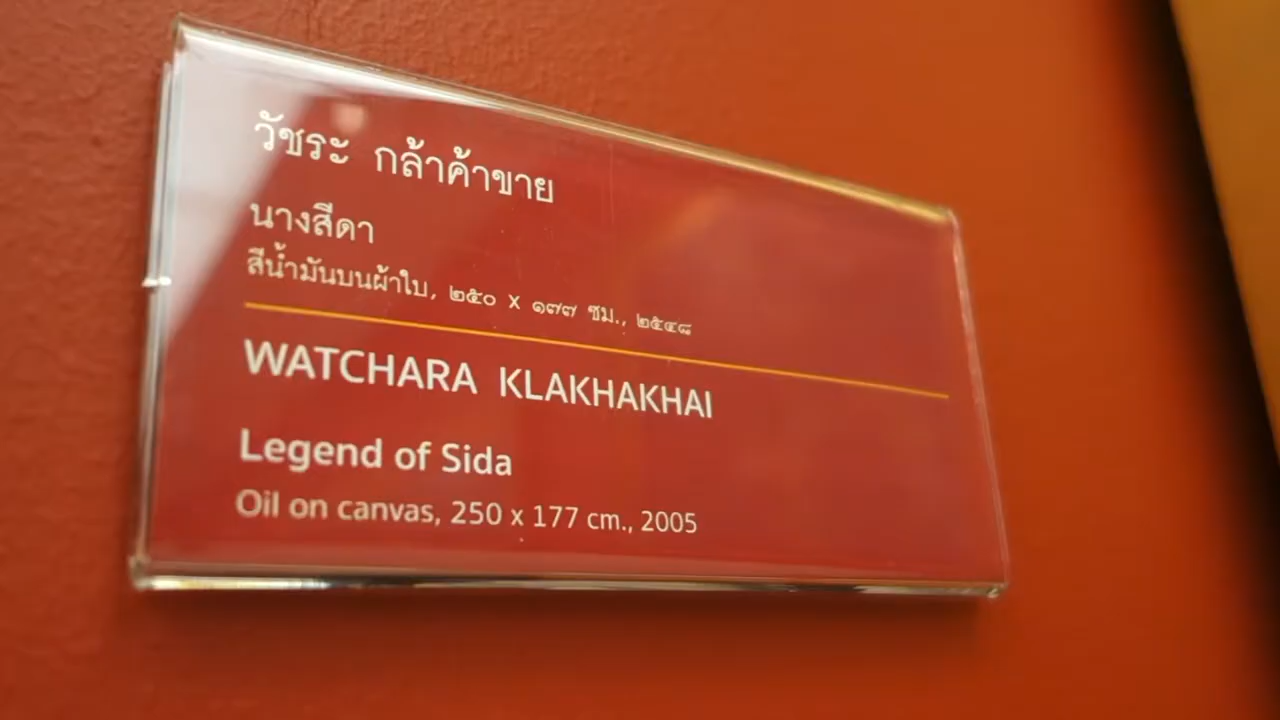 วัชระ กล้าค้าขาย
นางสีดา
สีน้ำมันบนผ้าใบ, ๒๕๐ x ๑๗๗ ซม., ๒๕๔๘
WATCHARA KLAKHAKHAI
Legend of Sida
Oil on canvas, 250 x 177 cm., 2005